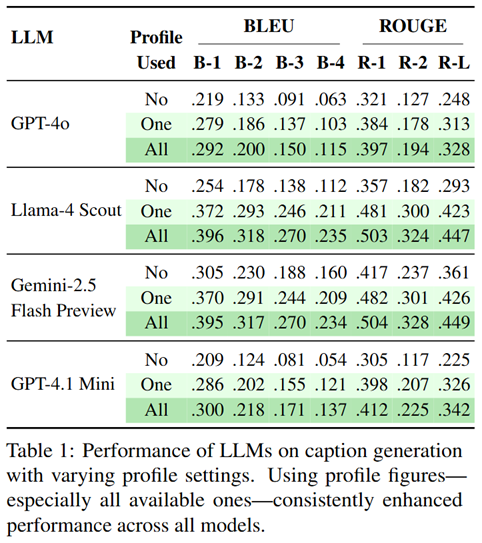 LLM Profile Used BLEU ROUGE
B-1 B-2 B-3 B-4 R-1 R-2 R-L
GPT-4o
No .219 .133 .091 .063 .321 .127 .248
One .279 .186 .137 .103 .384 .178 .313
All .292 .200 .150 .115 .397 .194 .328
Llama-4 Scout
No .254 .178 .138 .112 .357 .182 .293
One .372 .293 .246 .211 .481 .300 .423
All .396 .318 .270 .235 .503 .324 .447
Gemini-2.5
Flash Preview
No .305 .230 .188 .160 .417 .237 .361
One .370 .291 .244 .209 .482 .301 .426
All .395 .317 .270 .234 .504 .328 .449
GPT-4.1 Mini
No .209 .124 .081 .054 .305 .117 .225
One .286 .202 .155 .121 .398 .207 .326
All .300 .218 .171 .137 .412 .225 .342
Table 1: Performance of LLMs on caption generation
with varying profile settings. Using profile figures—
especially all available ones—consistently enhanced
performance across all models.